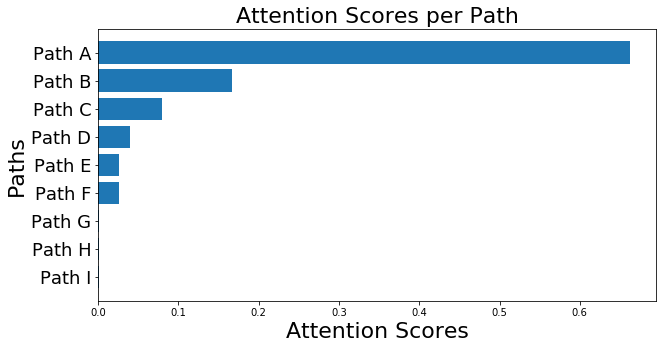 Attention Scores per Path
Paths
Path A
Path B
Path C
Path D
Path E
Path F
Path G
Path H
Path I
0.0 0.1 0.2 0.3 0.4 0.5 0.6
Attention Scores